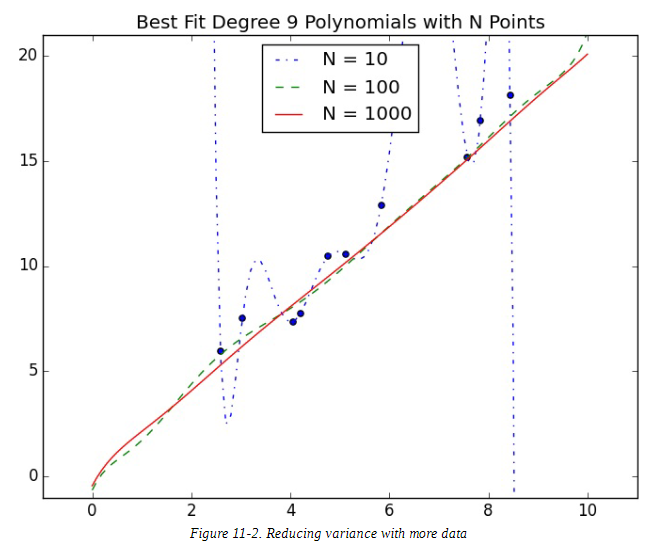 Best Fit Degree 9 Polynomials with N Points
20
15
10
5
0
N = 10
N = 100
N = 1000
0 2 4 6 8 10
Figure 11-2. Reducing variance with more data